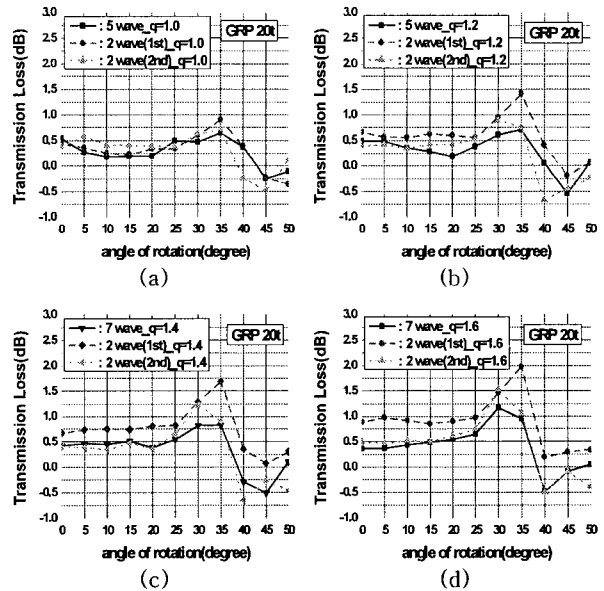 Transmission Loss(dB)
3.0
2.5
2.0
1.5
1.0
0.5
0.0
-0.5
-1.0
: 5 wave_q=1.0
: 2 wave(1st)_q=1.0
: 2 wave(2nd)_q=1.0
GRP 20t
0 5 10 15 20 25 30 35 40 45 50
angle of rotation(degree)
(a)
Transmission Loss(dB)
3.0
2.5
2.0
1.5
1.0
0.5
0.0
-0.5
-1.0
: 5 wave_q=1.2
: 2 wave(1st)_q=1.2
: 2 wave(2nd)_q=1.2
GRP 20t
0 5 10 15 20 25 30 35 40 45 50
angle of rotation(degree)
(b)
Transmission Loss(dB)
3.0
2.5
2.0
1.5
1.0
0.5
0.0
-0.5
-1.0
: 7 wave_q=1.4
: 2 wave(1st)_q=1.4
: 2 wave(2nd)_q=1.4
GRP 20t
0 5 10 15 20 25 30 35 40 45 50
angle of rotation(degree)
(c)
Transmission Loss(dB)
3.0
2.5
2.0
1.5
1.0
0.5
0.0
-0.5
-1.0
: 7 wave_q=1.6
: 2 wave(1st)_q=1.6
: 2 wave(2nd)_q=1.6
GRP 20t
0 5 10 15 20 25 30 35 40 45 50
angle of rotation(degree)
(d)